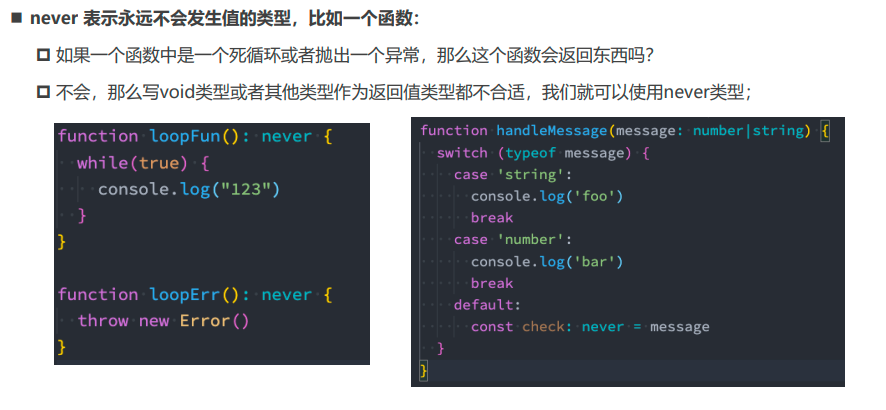 never 表示永远不会发生值的类型，比如一个函数：
如果一个函数中是一个死循环或者抛出一个异常，那么这个函数会返回东西吗？
不会，那么写void类型或者其他类型作为返回值类型都不合适，我们就可以使用never类型；
function loopFun(): never {
  while(true) {
    console.log("123")
  }
}
function loopErr(): never {
  throw new Error()
}
function handleMessage(message: number|string) {
  switch (typeof message) {
    case 'string':
      console.log('foo')
      break
    case 'number':
      console.log('bar')
      break
    default:
      const check: never = message
  }
}